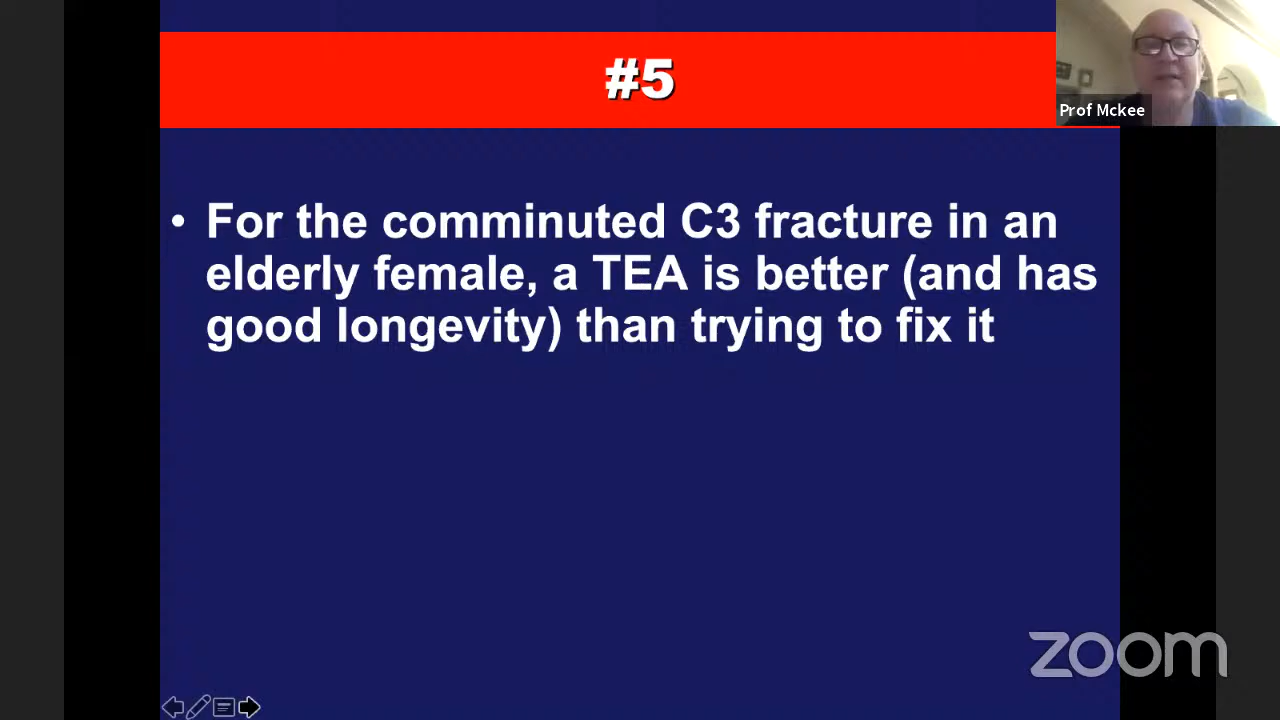 #5
Prof Mckee
• For the comminuted C3 fracture in an
elderly female, a TEA is better (and has
good longevity) than trying to fix it
zoom